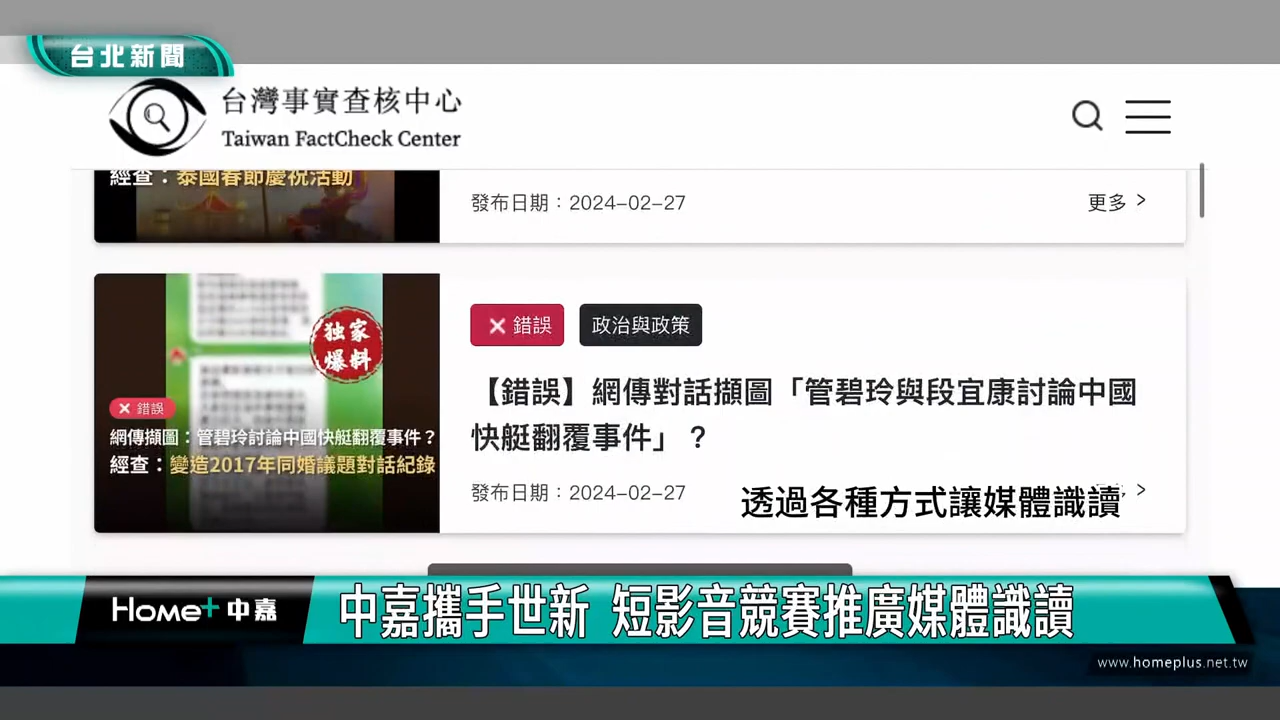 台北新聞
台灣事實查核中心
Taiwan FactCheck Center
經查：泰國春節慶祝活動
發布日期：2024-02-27
更多 >
独家
爆料
錯誤
網傳擷圖：管碧玲討論中國快艇翻覆事件？
經查：變造2017年同婚議題對話紀錄
錯誤
政治與政策
【錯誤】網傳對話擷圖「管碧玲與段宜康討論中國
快艇翻覆事件」？
發布日期：2024-02-27
透過各種方式讓媒體識讀
Home+中嘉
中嘉攜手世新 短影音競賽推廣媒體識讀
www.homeplus.net.tw